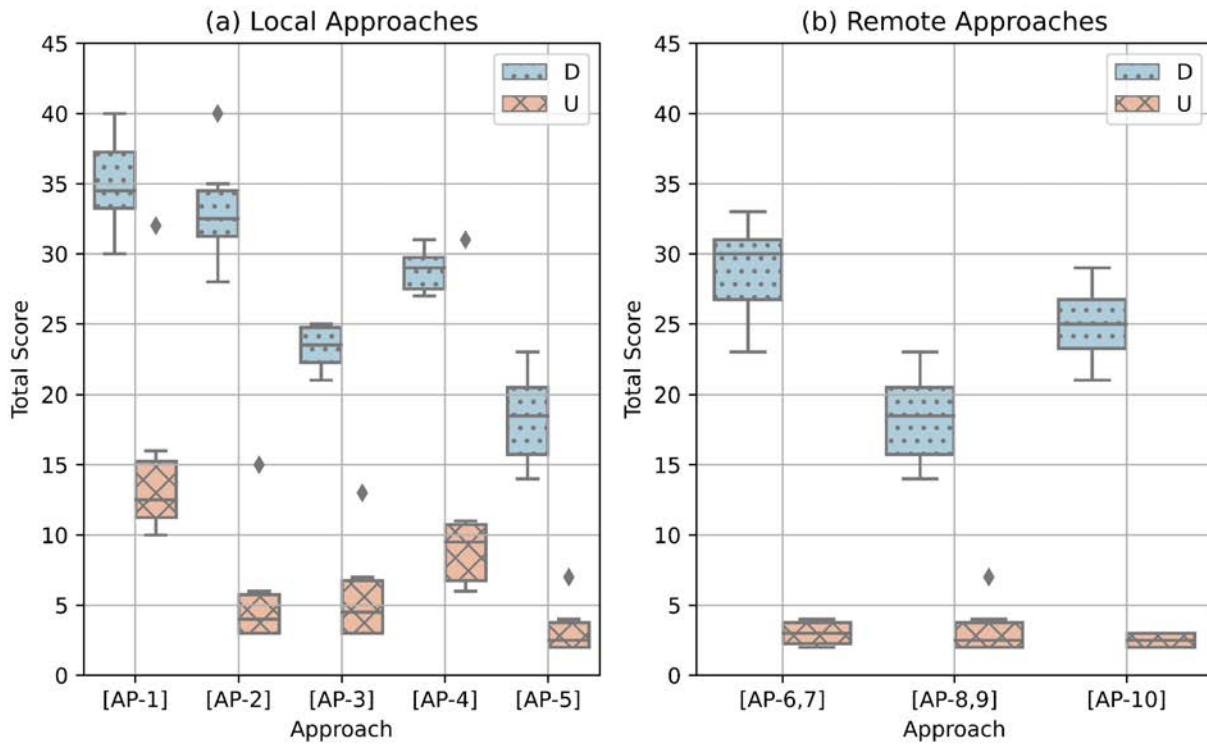 (a) Local Approaches
45
40
35
30
25
20
15
10
5
0
Total Score
D
U
[AP-1] [AP-2] [AP-3] [AP-4] [AP-5]
Approach
(b) Remote Approaches
45
40
35
30
25
20
15
10
5
0
Total Score
D
U
[AP-6,7] [AP-8,9] [AP-10]
Approach